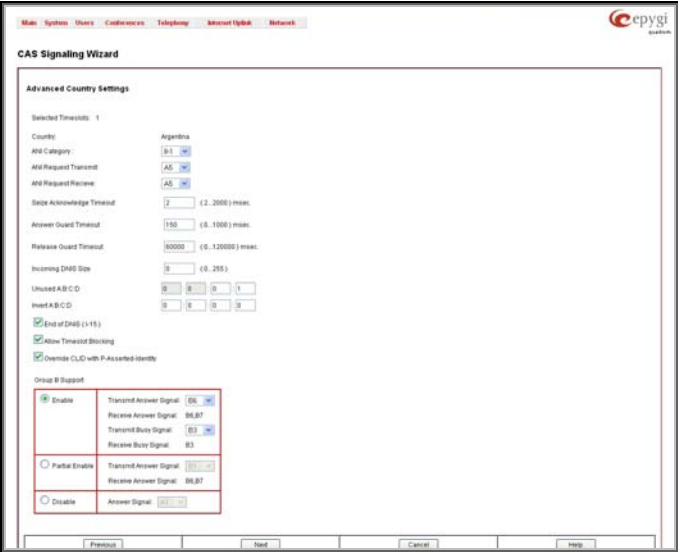 Main System Users Conferences Telephony Internet Uplink Network
epygi
quadrom
CAS Signaling Wizard
Advanced Country Settings
Selected Timeslots: 1
Country: Argentina
ANI Category : II-1
ANI Request Transmit A5
ANI Request Recieve: A5
Seize Acknowledge Timeout 2 (2..2000) msec.
Answer Guard Timeout 150 (0..1000) msec.
Release Guard Timeout 60000 (0..120000) msec.
Incoming DNIS Size 0 (0..255)
Unused A:B:C:D 0 0 0 1
Invert A:B:C:D 0 0 0 0
End of DNIS (I-15)
Allow Timeslot Blocking
Override CLID with P-Asserted-Identity
Group B Support
Enable Transmit Answer Signal: B6
Receive Answer Signal: B6,B7
Transmit Busy Signal: B3
Receive Busy Signal: B3
Partial Enable Transmit Answer Signal:
Receive Answer Signal: B6,B7
Disable Answer Signal:
Previous Next Cancel Help